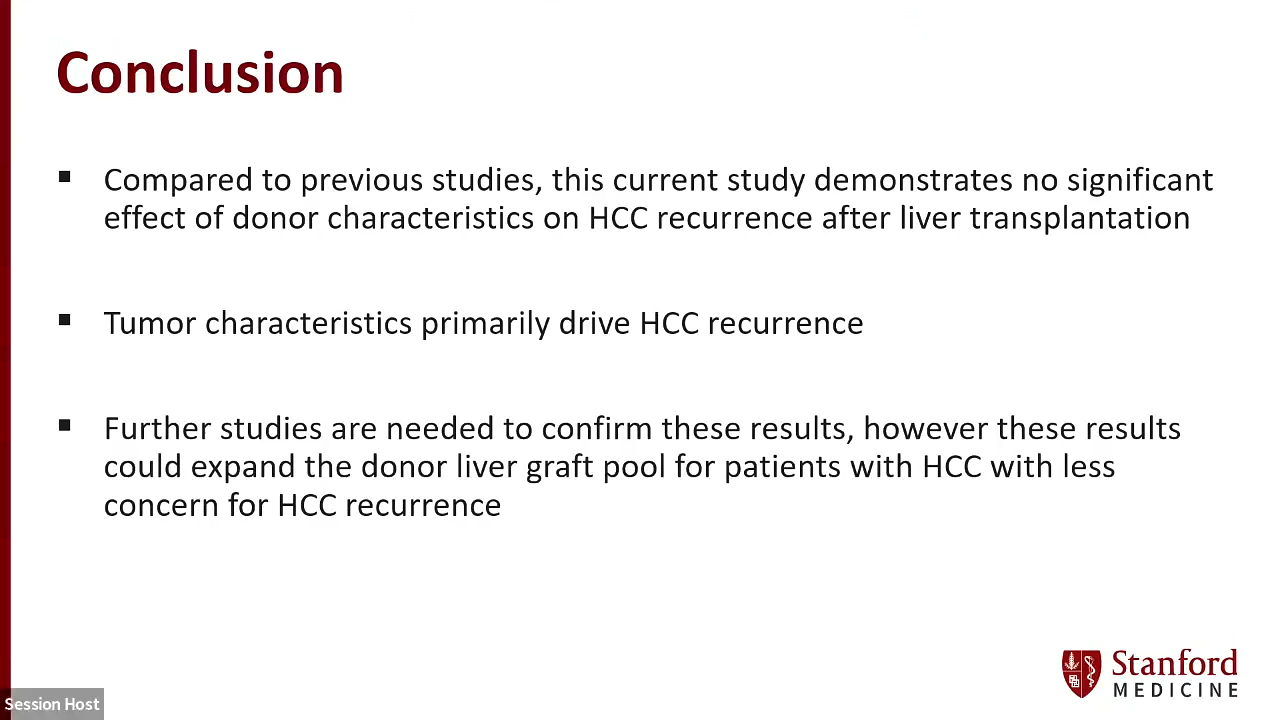 Conclusion
▪ Compared to previous studies, this current study demonstrates no significant
effect of donor characteristics on HCC recurrence after liver transplantation
▪ Tumor characteristics primarily drive HCC recurrence
▪ Further studies are needed to confirm these results, however these results
could expand the donor liver graft pool for patients with HCC with less
concern for HCC recurrence
Stanford
MEDICINE
Session Host